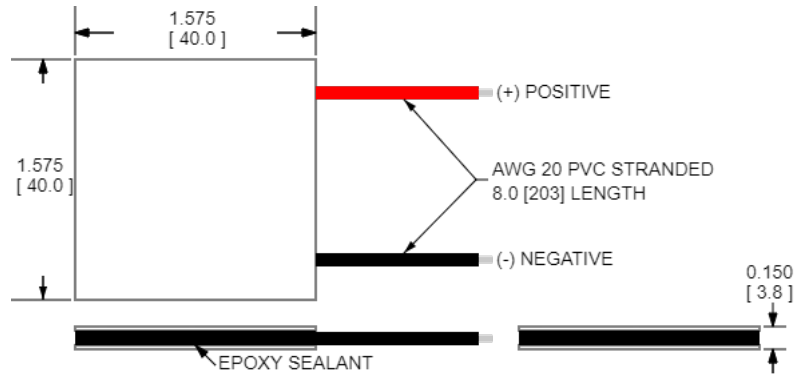 1.575
[ 40.0 ]
(+) POSITIVE
1.575
[ 40.0 ]
AWG 20 PVC STRANDED
8.0 [203] LENGTH
(-) NEGATIVE
0.150
[ 3.8 ]
EPOXY SEALANT